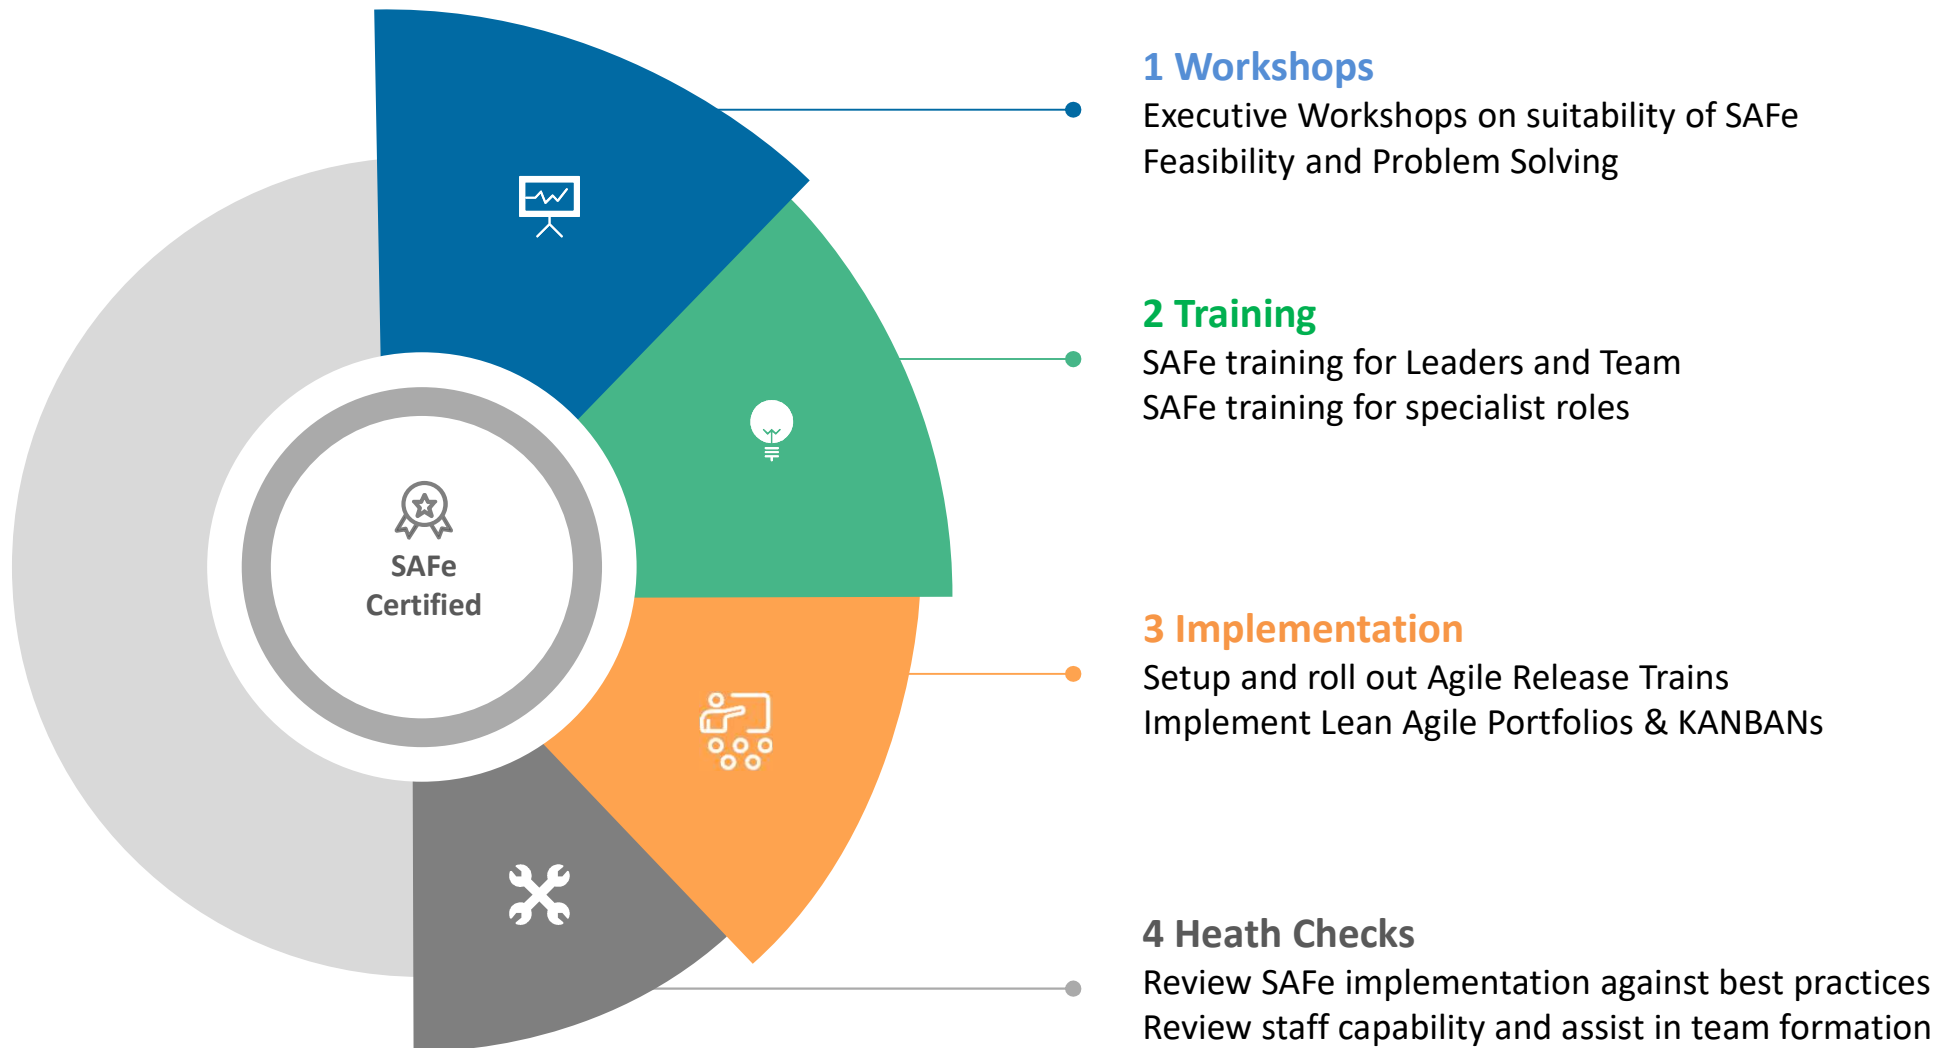 1 Workshops
Executive Workshops on suitability of SAFe
Feasibility and Problem Solving
2 Training
SAFe training for Leaders and Team
SAFe training for specialist roles
SAFe
Certified
3 Implementation
Setup and roll out Agile Release Trains
Implement Lean Agile Portfolios & KANBANs
4 Heath Checks
Review SAFe implementation against best practices
Review staff capability and assist in team formation